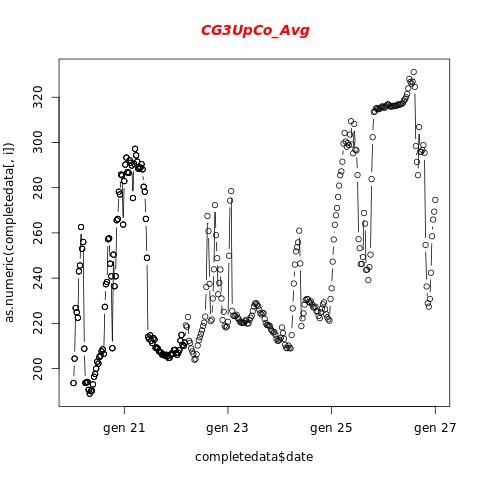 CG3UpCo_Avg
as.numeric(completedata[, i])
320
300
280
260
240
220
200
gen 21
gen 23
gen 25
gen 27
completedata$date